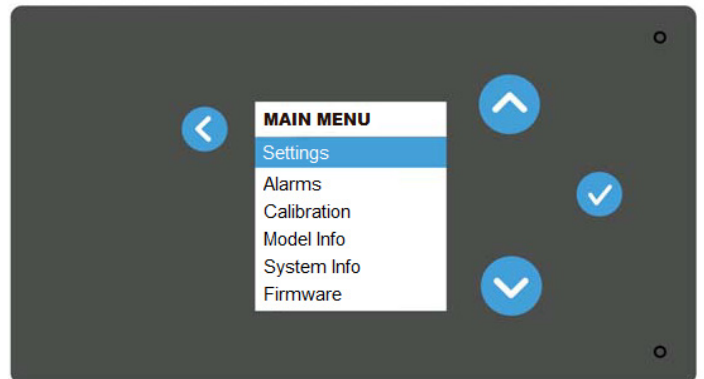 MAIN MENU
Settings
Alarms
Calibration
Model Info
System Info
Firmware